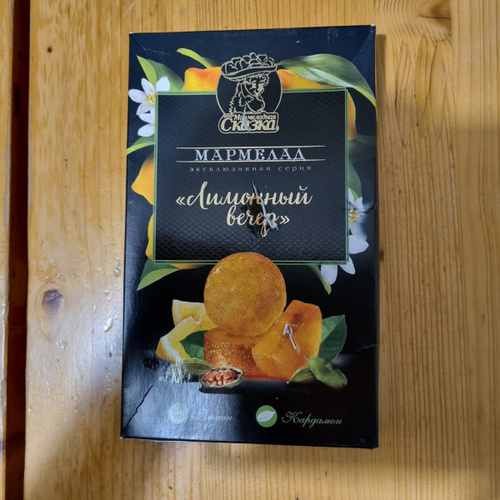 Мармеладная
Сказка
МАРМЕЛАД
эксклюзивная серия
«Лимонный
вечер»
Лимон
Кардамон